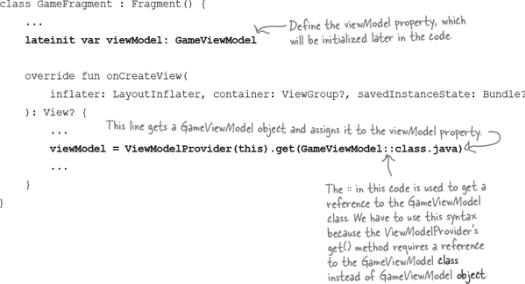 class GameFragment : Fragment() {
...
lateinit var viewModel: GameViewModel
Define the viewModel property, which
will be initialized later in the code.
override fun onCreateView(
inflater: LayoutInflater, container: ViewGroup?, savedInstanceState: Bundle?
): View? {
...
This line gets a GameViewModel object and assigns it to the viewModel property.
viewModel = ViewModelProvider(this).get(GameViewModel::class.java)
...
}
}
The :: in this code is used to get a
reference to the GameViewModel
class. We have to use this syntax
because the ViewModelProvider's
get() method requires a reference
to the GameViewModel class
instead of GameViewModel object